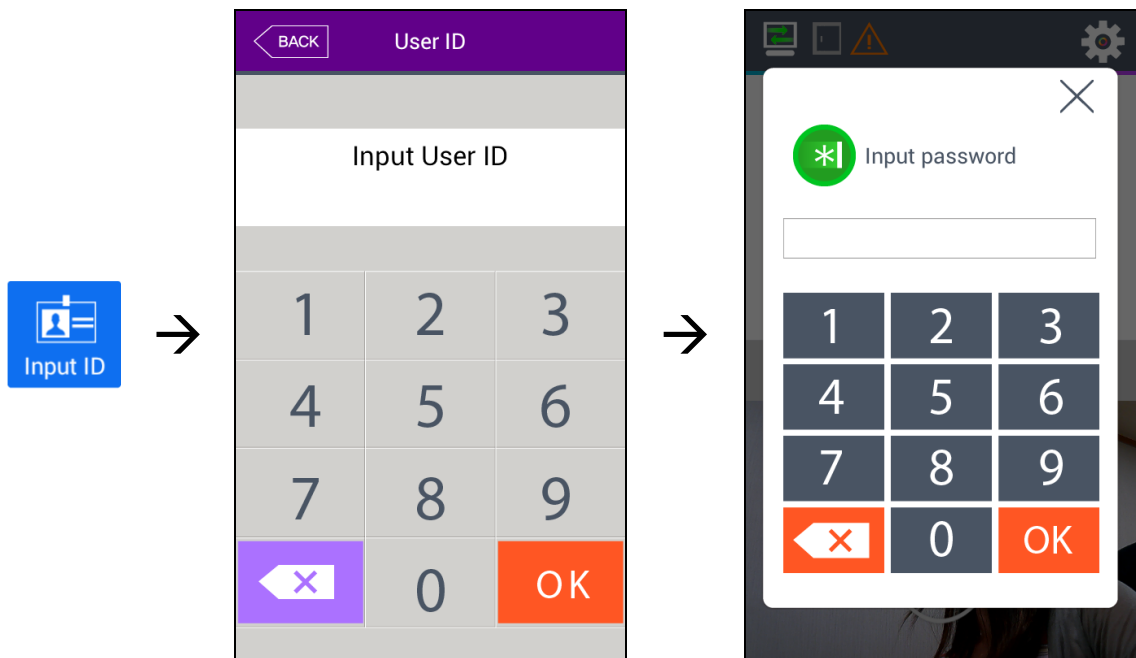 Input ID
BACK
User ID
Input User ID
1 2 3
4 5 6
7 8 9
0 OK
Input password
1 2 3
4 5 6
7 8 9
0 OK